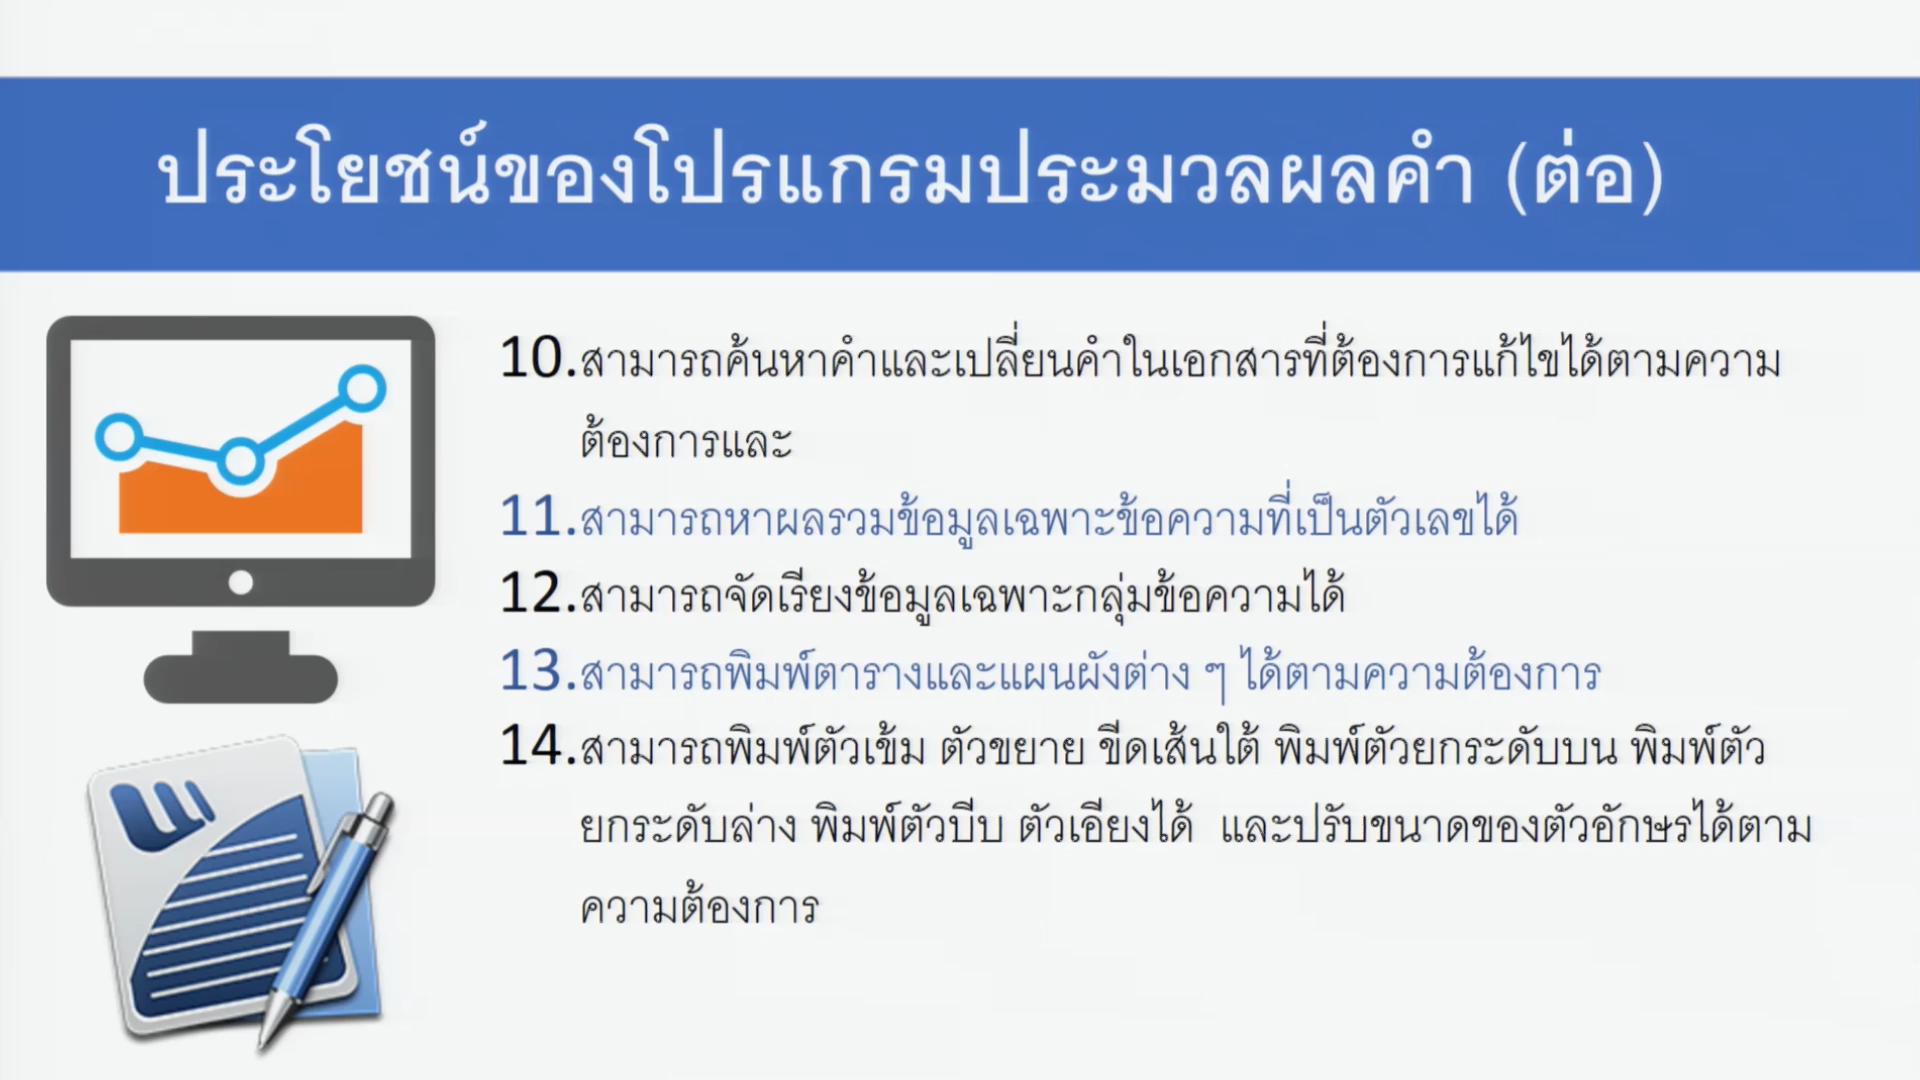 ประโยชน์ของโปรแกรมประมวลผลคำ (ต่อ)
10.สามารถค้นหาคำและเปลี่ยนคำในเอกสารที่ต้องการแก้ไขได้ตามความ
ต้องการและ
11.สามารถหาผลรวมข้อมูลเฉพาะข้อความที่เป็นตัวเลขได้
12.สามารถจัดเรียงข้อมูลเฉพาะกลุ่มข้อความได้
13.สามารถพิมพ์ตารางและแผนผังต่าง ๆ ได้ตามความต้องการ
14.สามารถพิมพ์ตัวเข้ม ตัวขยาย ขีดเส้นใต้ พิมพ์ตัวยกระดับบน พิมพ์ตัว
ยกระดับล่าง พิมพ์ตัวบีบ ตัวเอียงได้ และปรับขนาดของตัวอักษรได้ตาม
ความต้องการ